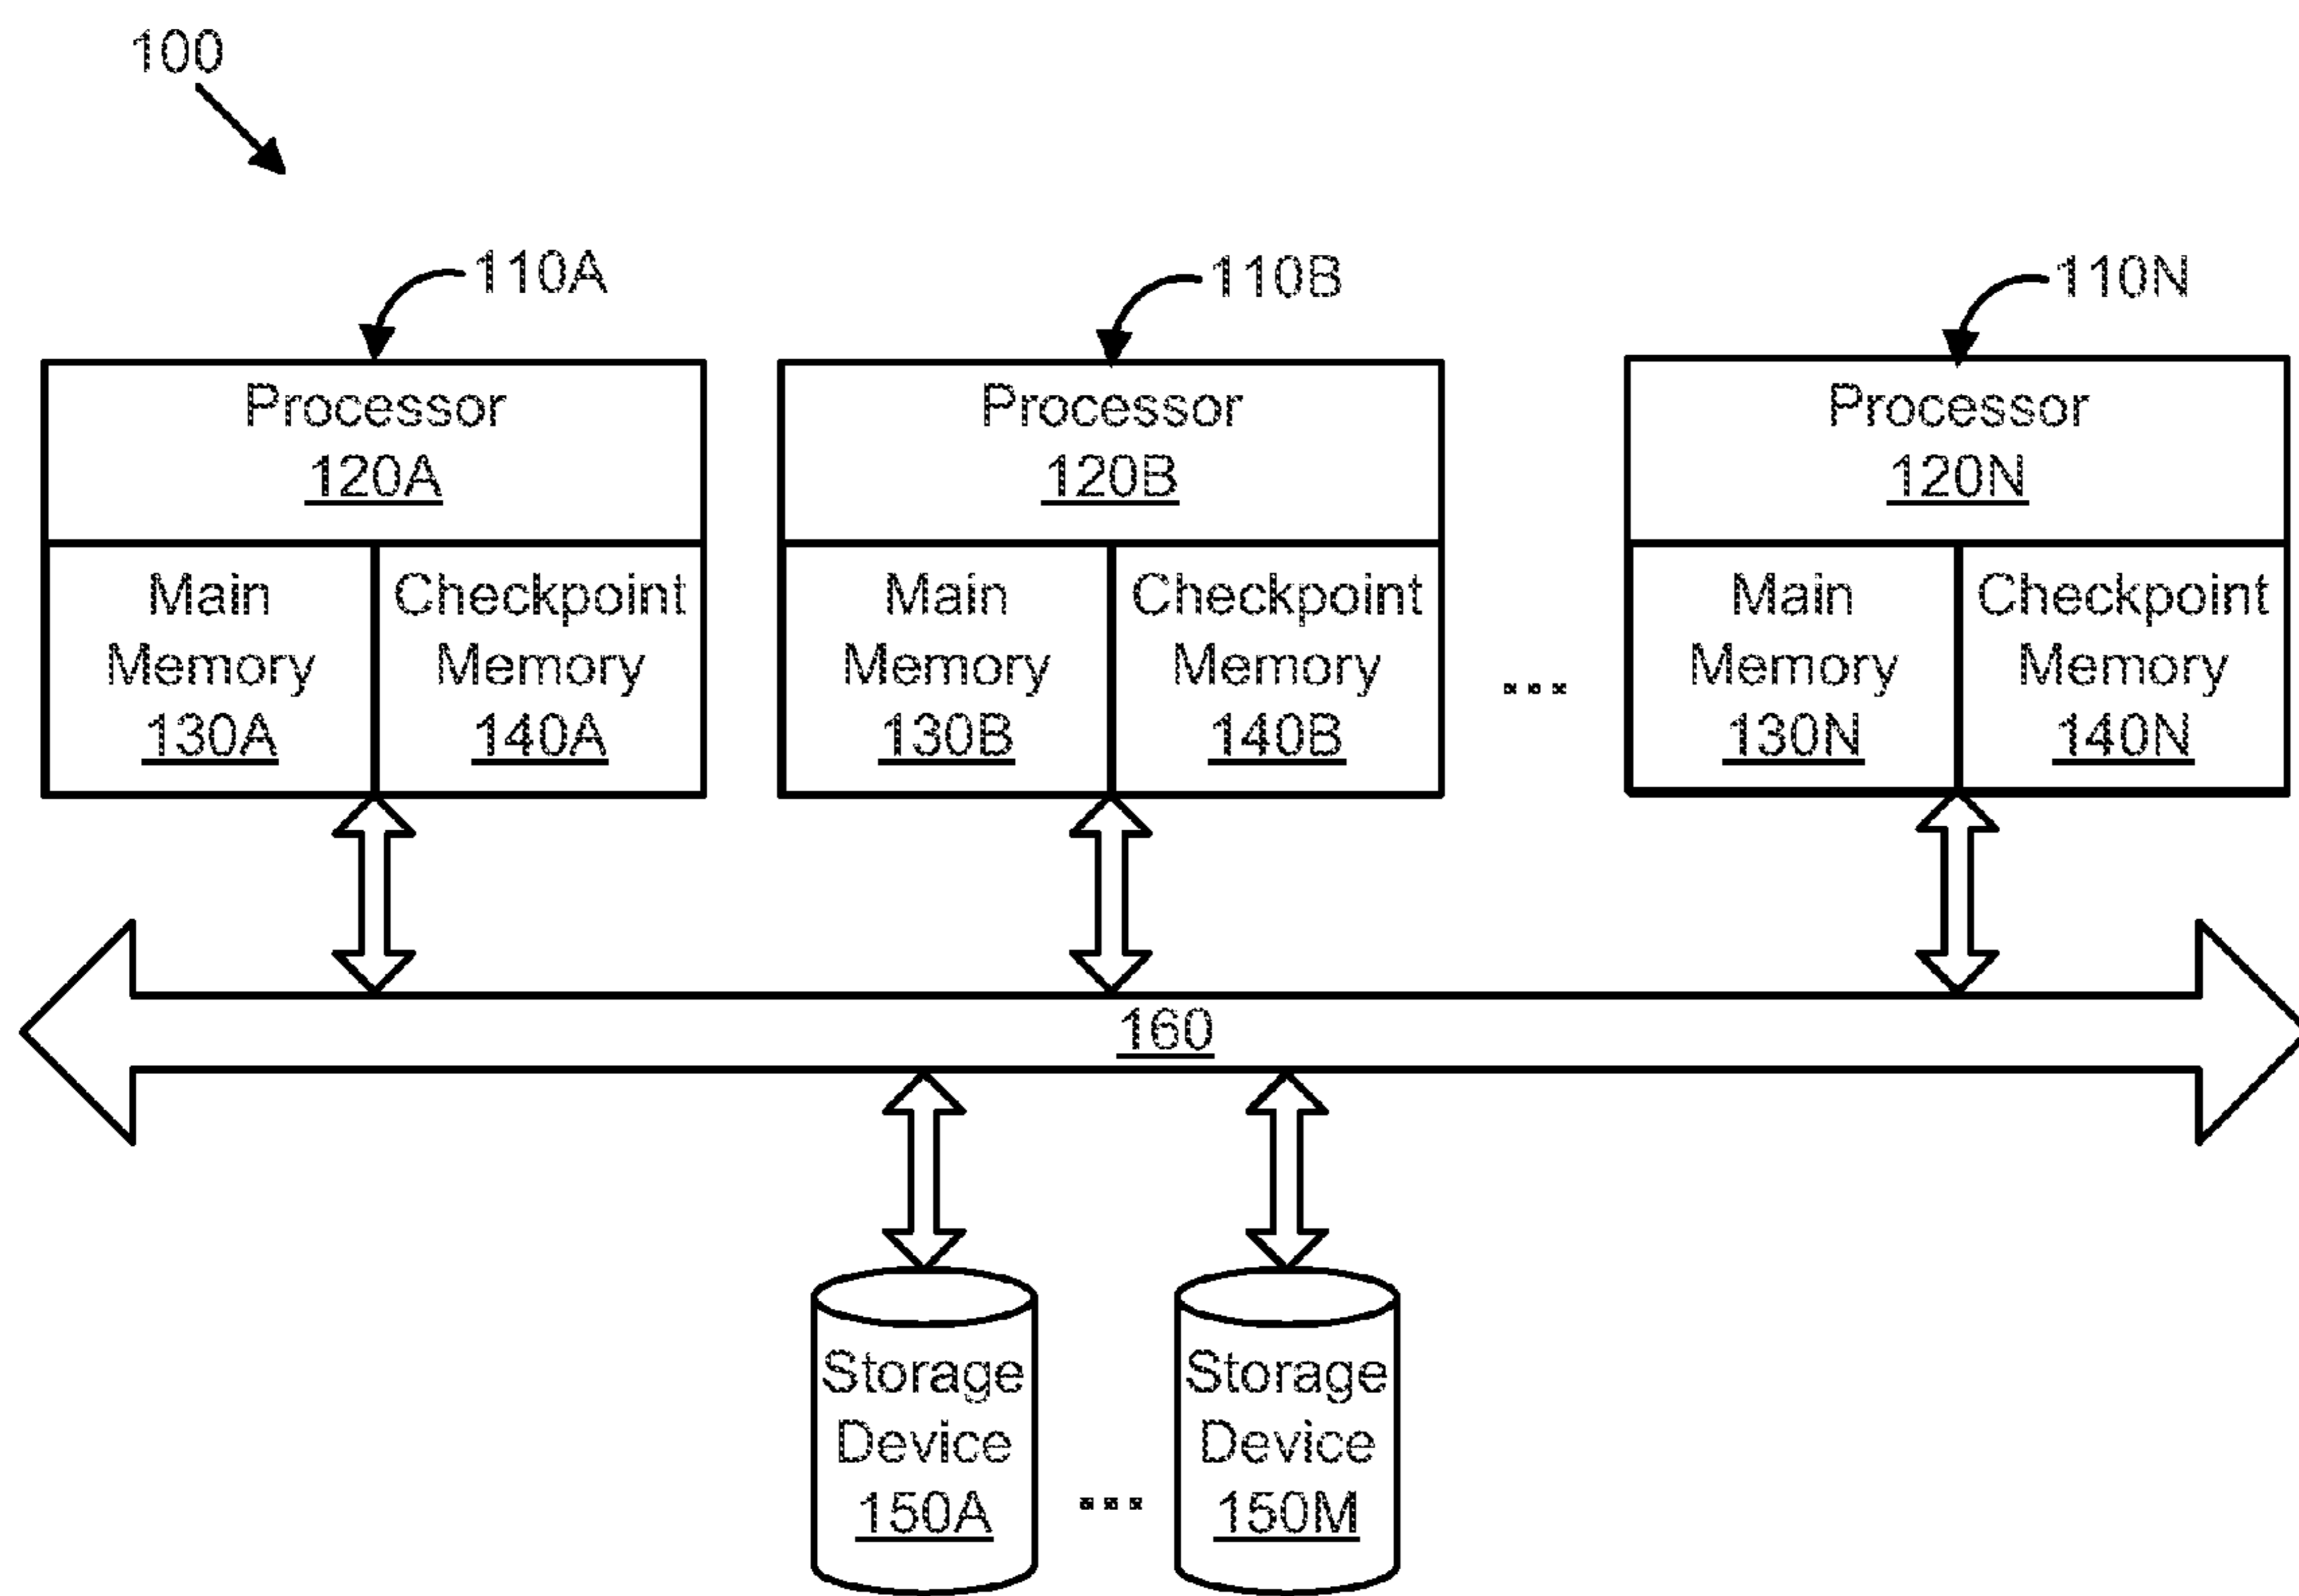 100
110A
110B
110N
Processor
120A
Processor
120B
Processor
120N
Main
Memory
130A
Checkpoint
Memory
140A
Main
Memory
130B
Checkpoint
Memory
140B
...
Main
Memory
130N
Checkpoint
Memory
140N
160
Storage
Device
150A
...
Storage
Device
150M